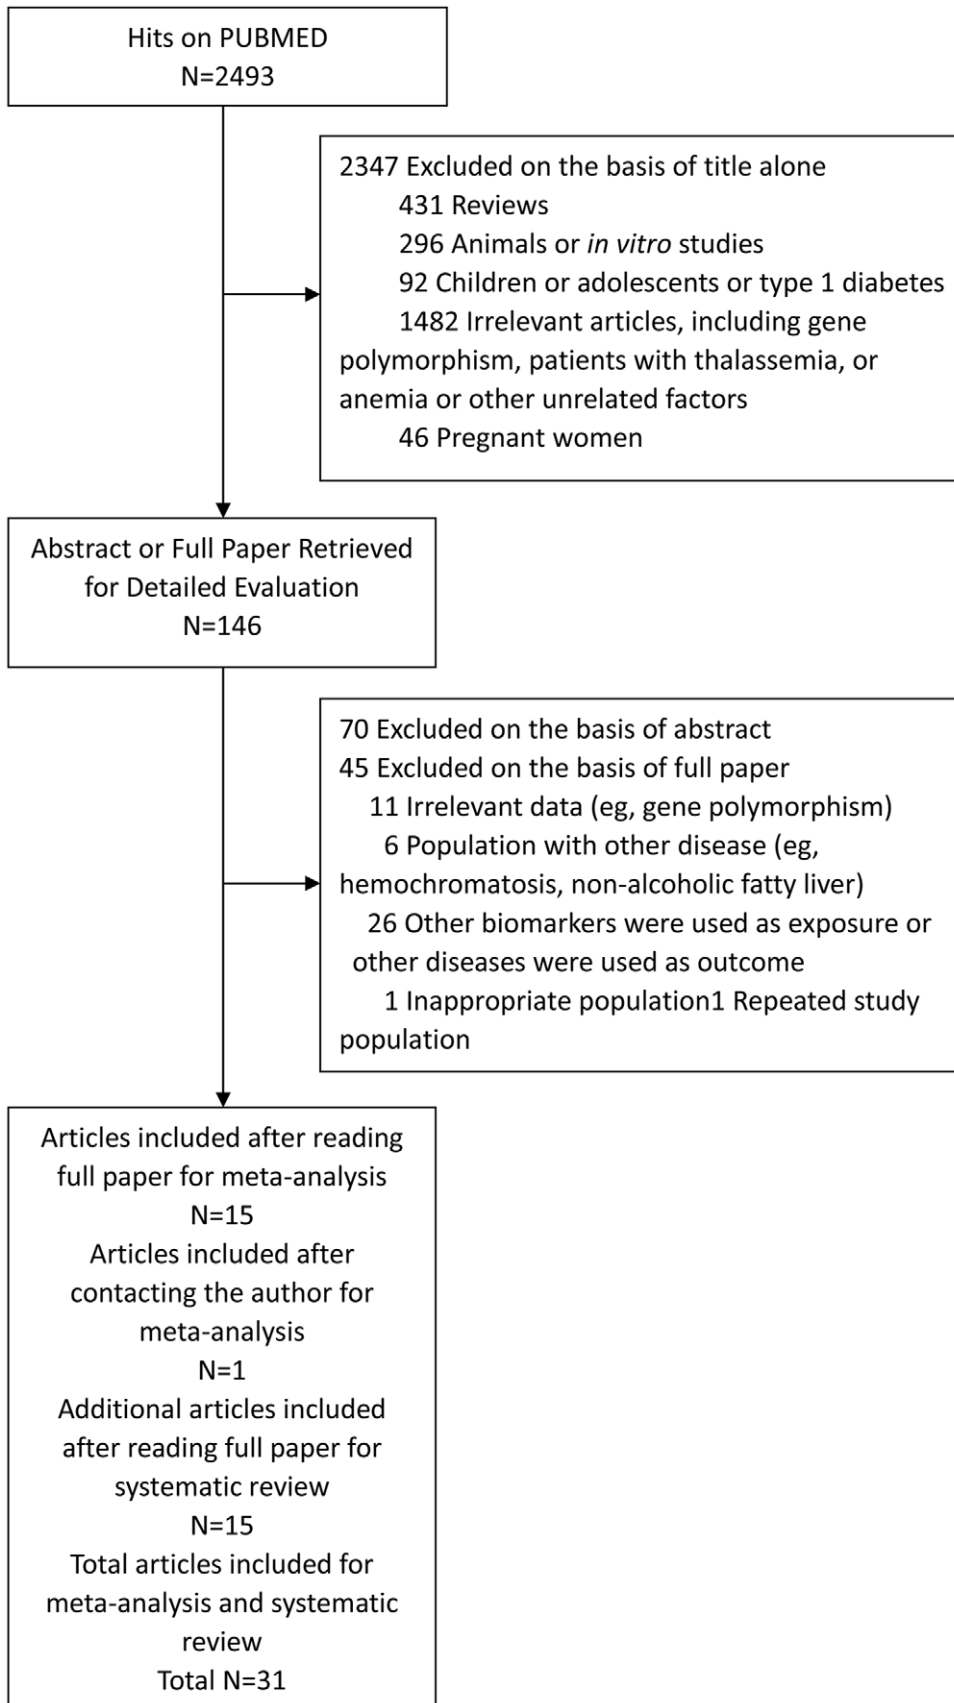 Hits on PUBMED
N=2493
2347 Excluded on the basis of title alone
431 Reviews
296 Animals or in vitro studies
92 Children or adolescents or type 1 diabetes
1482 Irrelevant articles, including gene
polymorphism, patients with thalassemia, or
anemia or other unrelated factors
46 Pregnant women
Abstract or Full Paper Retrieved
for Detailed Evaluation
N=146
70 Excluded on the basis of abstract
45 Excluded on the basis of full paper
11 Irrelevant data (eg, gene polymorphism)
6 Population with other disease (eg,
hemochromatosis, non-alcoholic fatty liver)
26 Other biomarkers were used as exposure or
other diseases were used as outcome
1 Inappropriate population1 Repeated study
population
Articles included after reading
full paper for meta-analysis
N=15
Articles included after
contacting the author for
meta-analysis
N=1
Additional articles included
after reading full paper for
systematic review
N=15
Total articles included for
meta-analysis and systematic
review
Total N=31